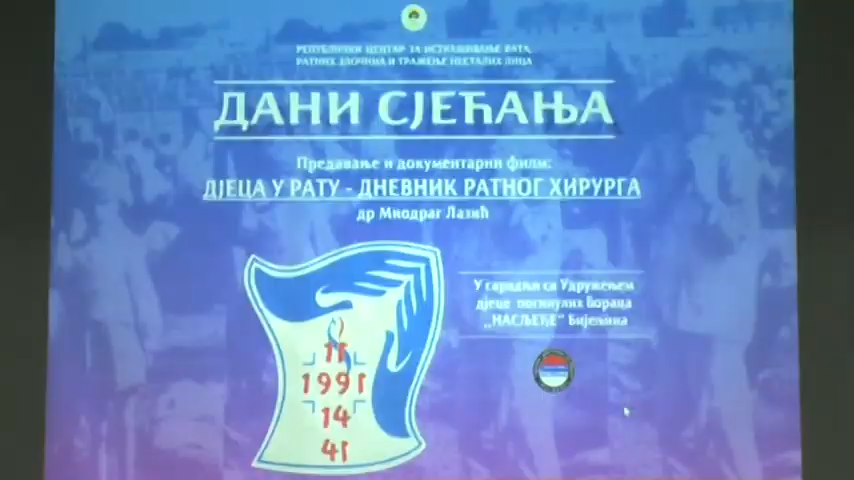 РЕПУБЛИЧКИ ЦЕНТАР ЗА ИСТРАЖИВАЊЕ РАТА,
РАТНИХ ЗЛОЧИНА И ТРАЖЕЊЕ НЕСТАЛИХ ЛИЦА
ДАНИ СЈЕЋАЊА
Предавање и документарни филм:
ДЈЕЦА У РАТУ - ДНЕВНИК РАТНОГ ХИРУРГА
др Миодраг Лазић
У сарадњи са Удружењем
дјеце погинулих бораца
„НАСЉЕЂЕ“ Бијељина
11
1991
14
41